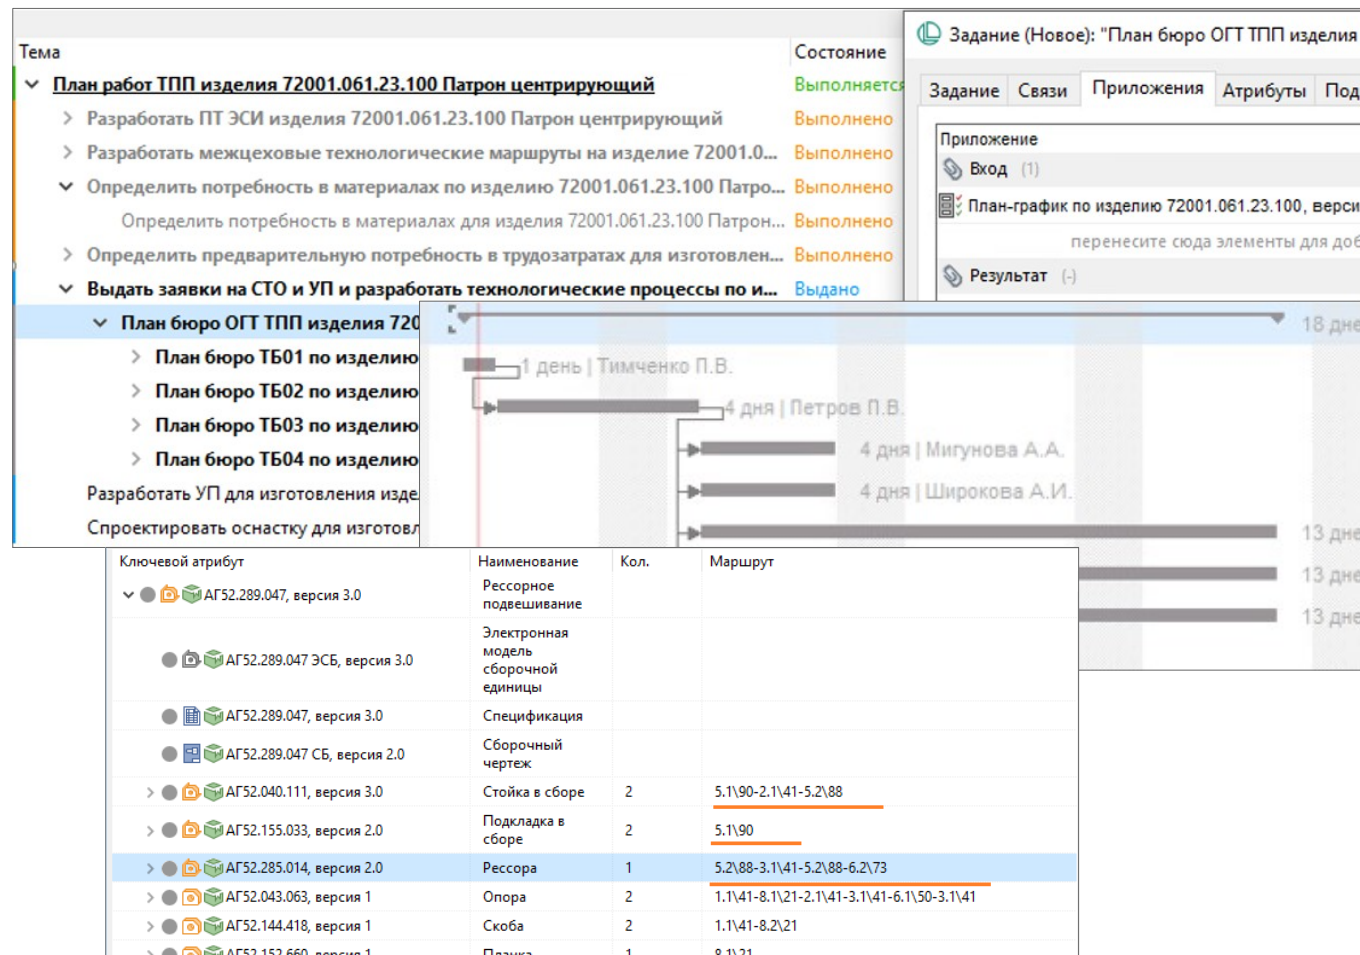 Тема
Состояние
План работ ТПП изделия 72001.061.23.100 Патрон центрирующий
Выполняется
Разработать ПТ ЭСИ изделия 72001.061.23.100 Патрон центрирующий
Выполнено
Разработать межцеховые технологические маршруты на изделие 72001.0...
Выполнено
Определить потребность в материалах по изделию 72001.061.23.100 Патро...
Выполнено
Определить потребность в материалах для изделия 72001.061.23.100 Патрон...
Выполнено
Определить предварительную потребность в трудозатратах для изготовлен...
Выполнено
Выдать заявки на СТО и УП и разработать технологические процессы по и...
Выдано
План бюро ОГТ ТПП изделия 720
План бюро ТБ01 по изделию
План бюро ТБ02 по изделию
План бюро ТБ03 по изделию
План бюро ТБ04 по изделию
Разработать УП для изготовления изде
Спроектировать оснастку для изготовл
Задание (Новое): "План бюро ОГТ ТПП изделия
Задание Связи Приложения Атрибуты Под
Приложение
Вход (1)
План-график по изделию 72001.061.23.100, верси
перенесите сюда элементы для доб
Результат (-)
18 дне
1 день | Тимченко П.В.
4 дня | Петров П.В.
4 дня | Мигунова А.А.
4 дня | Широкова А.И.
13 дне
13 дне
13 дне
Ключевой атрибут Наименование Кол. Маршрут
АГ52.289.047, версия 3.0
Рессорное
подвешивание
АГ52.289.047 ЭСБ, версия 3.0
Электронная
модель
сборочной
единицы
АГ52.289.047, версия 3.0 Спецификация
АГ52.289.047 СБ, версия 2.0
Сборочный
чертеж
АГ52.040.111, версия 3.0 Стойка в сборе 2 5.1\90-2.1\41-5.2\88
АГ52.155.033, версия 2.0
Подкладка в
сборе
2 5.1\90
АГ52.285.014, версия 2.0 Рессора 1 5.2\88-3.1\41-5.2\88-6.2\73
АГ52.043.063, версия 1 Опора 2 1.1\41-8.1\21-2.1\41-3.1\41-6.1\50-3.1\41
АГ52.144.418, версия 1 Скоба 2 1.1\41-8.2\21
АГ52.152.660, версия 1 Планка 1 8.1\21